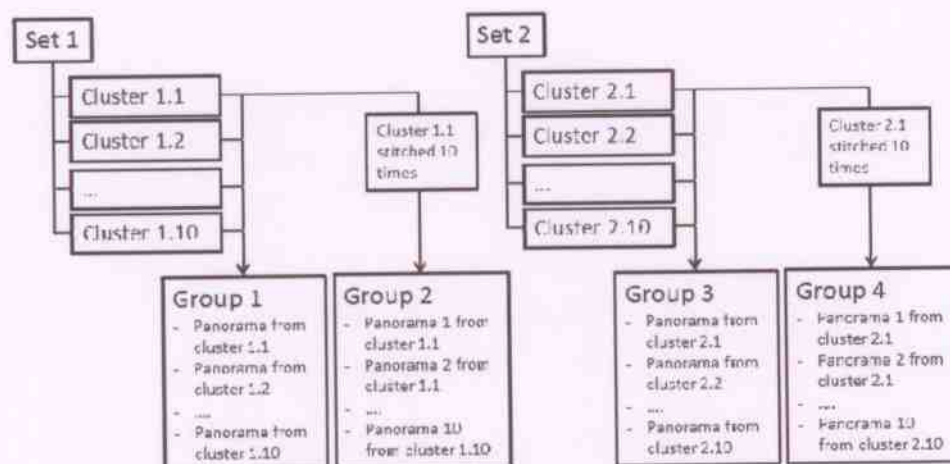 Set 1
Cluster 1.1
Cluster 1.2
....
Cluster 1.10
Cluster 1.1
stitched 10
times
Group 1
- Panorama from
cluster 1.1
- Panorama from
cluster 1.2
- ....
- Panorama from
cluster 1.10
Group 2
- Panorama 1 from
cluster 1.1
- Panorama 2 from
cluster 1.1
- ....
- Panorama 10
from cluster 1.10
Set 2
Cluster 2.1
Cluster 2.2
....
Cluster 2.10
Cluster 2.1
stitched 10
times
Group 3
- Panorama from
cluster 2.1
- Panorama from
cluster 2.2
- ....
- Panorama from
cluster 2.10
Group 4
- Panorama 1 from
cluster 2.1
- Panorama 2 from
cluster 2.1
- ....
- Panorama 10
from cluster 2.10